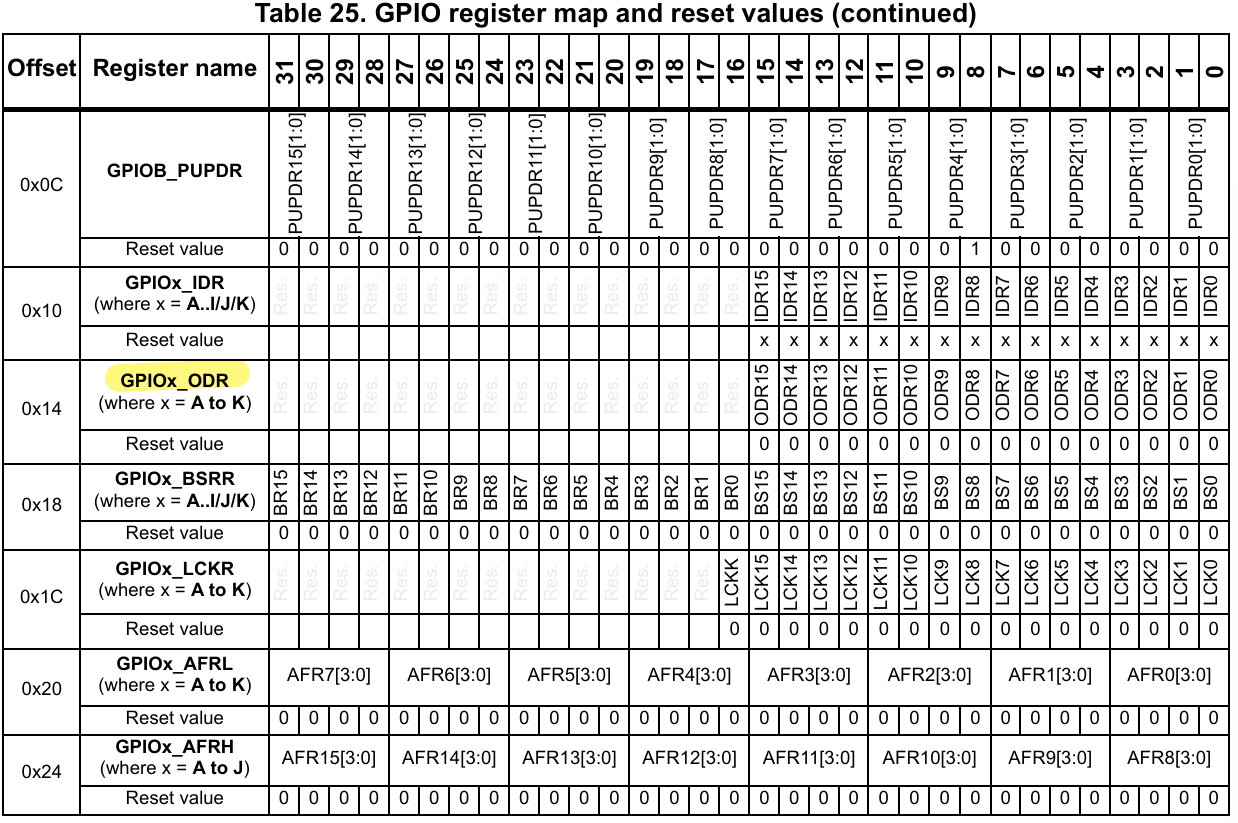 Table 25. GPIO register map and reset values (continued)
Offset Register name 31 30 29 28 27 26 25 24 23 22 21 20 19 18 17 16 15 14 13 12 11 10 9 8 7 6 5 4 3 2 1 0
0x0C GPIOB_PUPDR PUPDR15[1:0] PUPDR14[1:0] PUPDR13[1:0] PUPDR12[1:0] PUPDR11[1:0] PUPDR10[1:0] PUPDR9[1:0] PUPDR8[1:0] PUPDR7[1:0] PUPDR6[1:0] PUPDR5[1:0] PUPDR4[1:0] PUPDR3[1:0] PUPDR2[1:0] PUPDR1[1:0] PUPDR0[1:0]
Reset value 0 0 0 0 0 0 0 0 0 0 0 0 0 0 0 0 0 0 0 0 0 0 0 1 0 0 0 0 0 0 0 0
0x10 GPIOx_IDR
(where x = A..I/J/K) Res. Res. Res. Res. Res. Res. Res. Res. Res. Res. Res. Res. Res. Res. Res. Res. IDR15 IDR14 IDR13 IDR12 IDR11 IDR10 IDR9 IDR8 IDR7 IDR6 IDR5 IDR4 IDR3 IDR2 IDR1 IDR0
Reset value x x x x x x x x x x x x x x x x
0x14 GPIOx_ODR
(where x = A to K) Res. Res. Res. Res. Res. Res. Res. Res. Res. Res. Res. Res. Res. Res. Res. Res. ODR15 ODR14 ODR13 ODR12 ODR11 ODR10 ODR9 ODR8 ODR7 ODR6 ODR5 ODR4 ODR3 ODR2 ODR1 ODR0
Reset value 0 0 0 0 0 0 0 0 0 0 0 0 0 0 0 0
0x18 GPIOx_BSRR
(where x = A..I/J/K) BR15 BR14 BR13 BR12 BR11 BR10 BR9 BR8 BR7 BR6 BR5 BR4 BR3 BR2 BR1 BR0 BS15 BS14 BS13 BS12 BS11 BS10 BS9 BS8 BS7 BS6 BS5 BS4 BS3 BS2 BS1 BS0
Reset value 0 0 0 0 0 0 0 0 0 0 0 0 0 0 0 0 0 0 0 0 0 0 0 0 0 0 0 0 0 0 0 0
0x1C GPIOx_LCKR
(where x = A to K) Res. Res. Res. Res. Res. Res. Res. Res. Res. Res. Res. Res. Res. Res. Res. LCKK LCK15 LCK14 LCK13 LCK12 LCK11 LCK10 LCK9 LCK8 LCK7 LCK6 LCK5 LCK4 LCK3 LCK2 LCK1 LCK0
Reset value 0 0 0 0 0 0 0 0 0 0 0 0 0 0 0 0 0
0x20 GPIOx_AFRL
(where x = A to K) AFR7[3:0] AFR6[3:0] AFR5[3:0] AFR4[3:0] AFR3[3:0] AFR2[3:0] AFR1[3:0] AFR0[3:0]
Reset value 0 0 0 0 0 0 0 0 0 0 0 0 0 0 0 0 0 0 0 0 0 0 0 0 0 0 0 0 0 0 0 0
0x24 GPIOx_AFRH
(where x = A to J) AFR15[3:0] AFR14[3:0] AFR13[3:0] AFR12[3:0] AFR11[3:0] AFR10[3:0] AFR9[3:0] AFR8[3:0]
Reset value 0 0 0 0 0 0 0 0 0 0 0 0 0 0 0 0 0 0 0 0 0 0 0 0 0 0 0 0 0 0 0 0